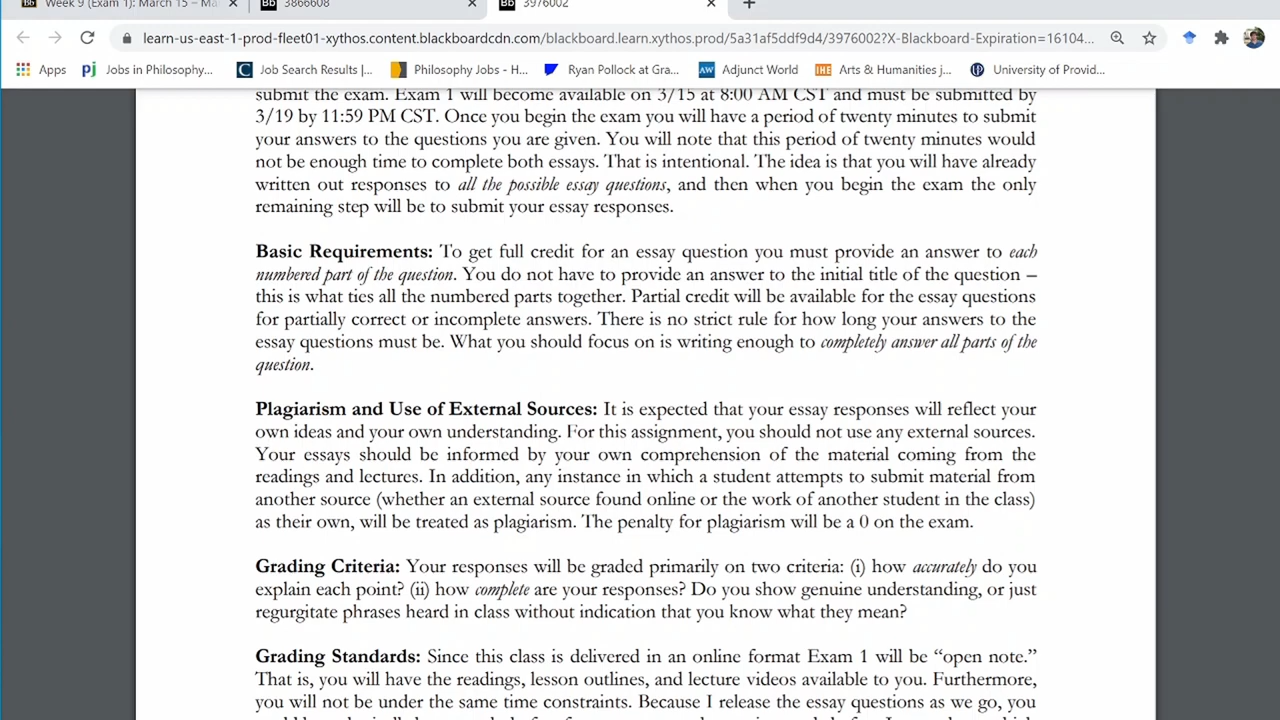 Week 9 (Exam 1): March 15 – Ma
3866608
3976002
learn-us-east-1-prod-fleet01-xythos.content.blackboardcdn.com/blackboard.learn.xythos.prod/5a31af5ddf9d4/3976002?X-Blackboard-Expiration=16104...
Apps
Jobs in Philosophy...
Job Search Results |...
Philosophy Jobs - H...
Ryan Pollock at Gra...
AW Adjunct World
IHE Arts & Humanities j...
University of Provid...
submit the exam. Exam 1 will become available on 3/15 at 8:00 AM CST and must be submitted by
3/19 by 11:59 PM CST. Once you begin the exam you will have a period of twenty minutes to submit
your answers to the questions you are given. You will note that this period of twenty minutes would
not be enough time to complete both essays. That is intentional. The idea is that you will have already
written out responses to all the possible essay questions, and then when you begin the exam the only
remaining step will be to submit your essay responses.
Basic Requirements: To get full credit for an essay question you must provide an answer to each
numbered part of the question. You do not have to provide an answer to the initial title of the question –
this is what ties all the numbered parts together. Partial credit will be available for the essay questions
for partially correct or incomplete answers. There is no strict rule for how long your answers to the
essay questions must be. What you should focus on is writing enough to completely answer all parts of the
question.
Plagiarism and Use of External Sources: It is expected that your essay responses will reflect your
own ideas and your own understanding. For this assignment, you should not use any external sources.
Your essays should be informed by your own comprehension of the material coming from the
readings and lectures. In addition, any instance in which a student attempts to submit material from
another source (whether an external source found online or the work of another student in the class)
as their own, will be treated as plagiarism. The penalty for plagiarism will be a 0 on the exam.
Grading Criteria: Your responses will be graded primarily on two criteria: (i) how accurately do you
explain each point? (ii) how complete are your responses? Do you show genuine understanding, or just
regurgitate phrases heard in class without indication that you know what they mean?
Grading Standards: Since this class is delivered in an online format Exam 1 will be “open note.”
That is, you will have the readings, lesson outlines, and lecture videos available to you. Furthermore,
you will not be under the same time constraints. Because I release the essay questions as we go, you